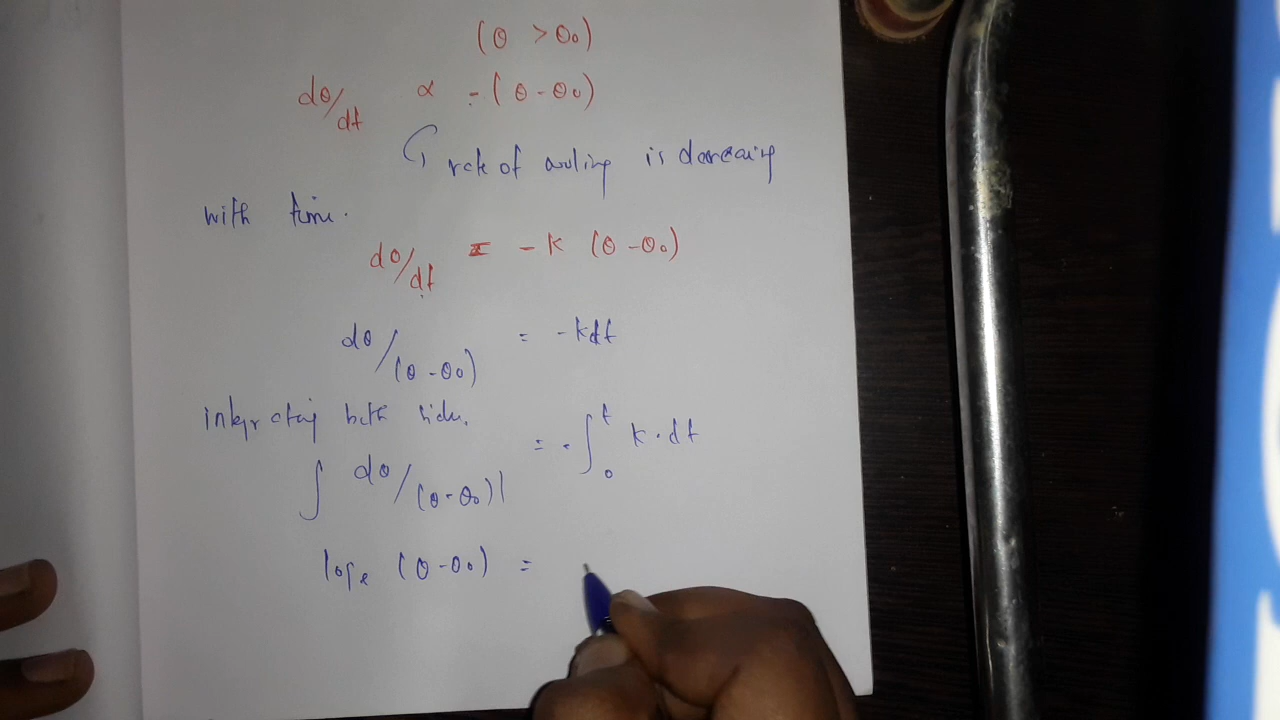 (θ > θ₀)
dθ/dt ∝ -(θ - θ₀)
rate of cooling is decreasing
with time.
dθ/dt = -K (θ - θ₀)
dθ/(θ - θ₀) = -Kdt
integrating both side.
∫ dθ/(θ - θ₀) = -∫₀ᵗ K·dt
logₑ (θ - θ₀) =